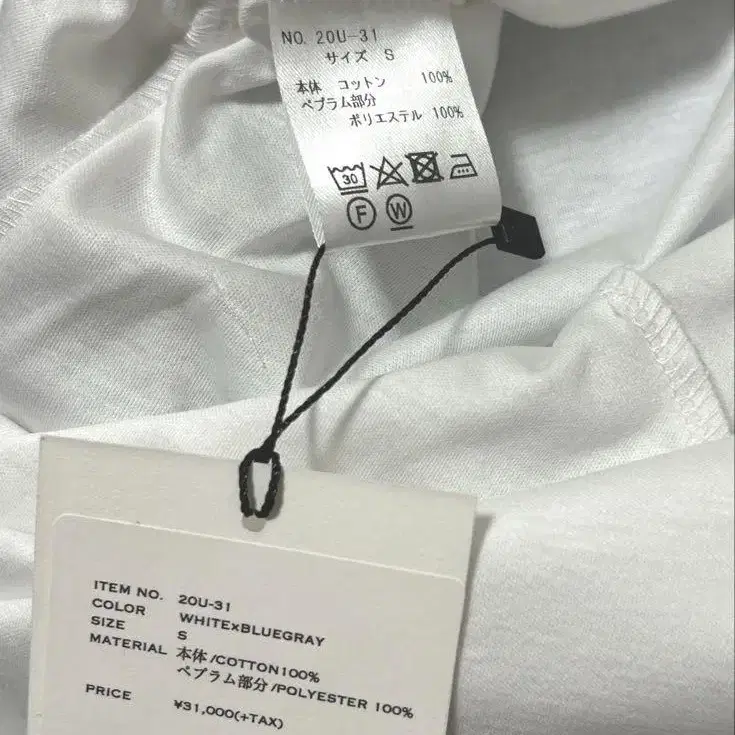 NO. 20U-31
サイズ S
本体 コットン 100%
ペプラム部分
ポリエステル 100%
30
F W
ITEM NO. 20U-31
COLOR WHITE×BLUEGRAY
SIZE S
MATERIAL 本体/COTTON100%
ペプラム部分/POLYESTER 100%
PRICE ¥31,000(+TAX)